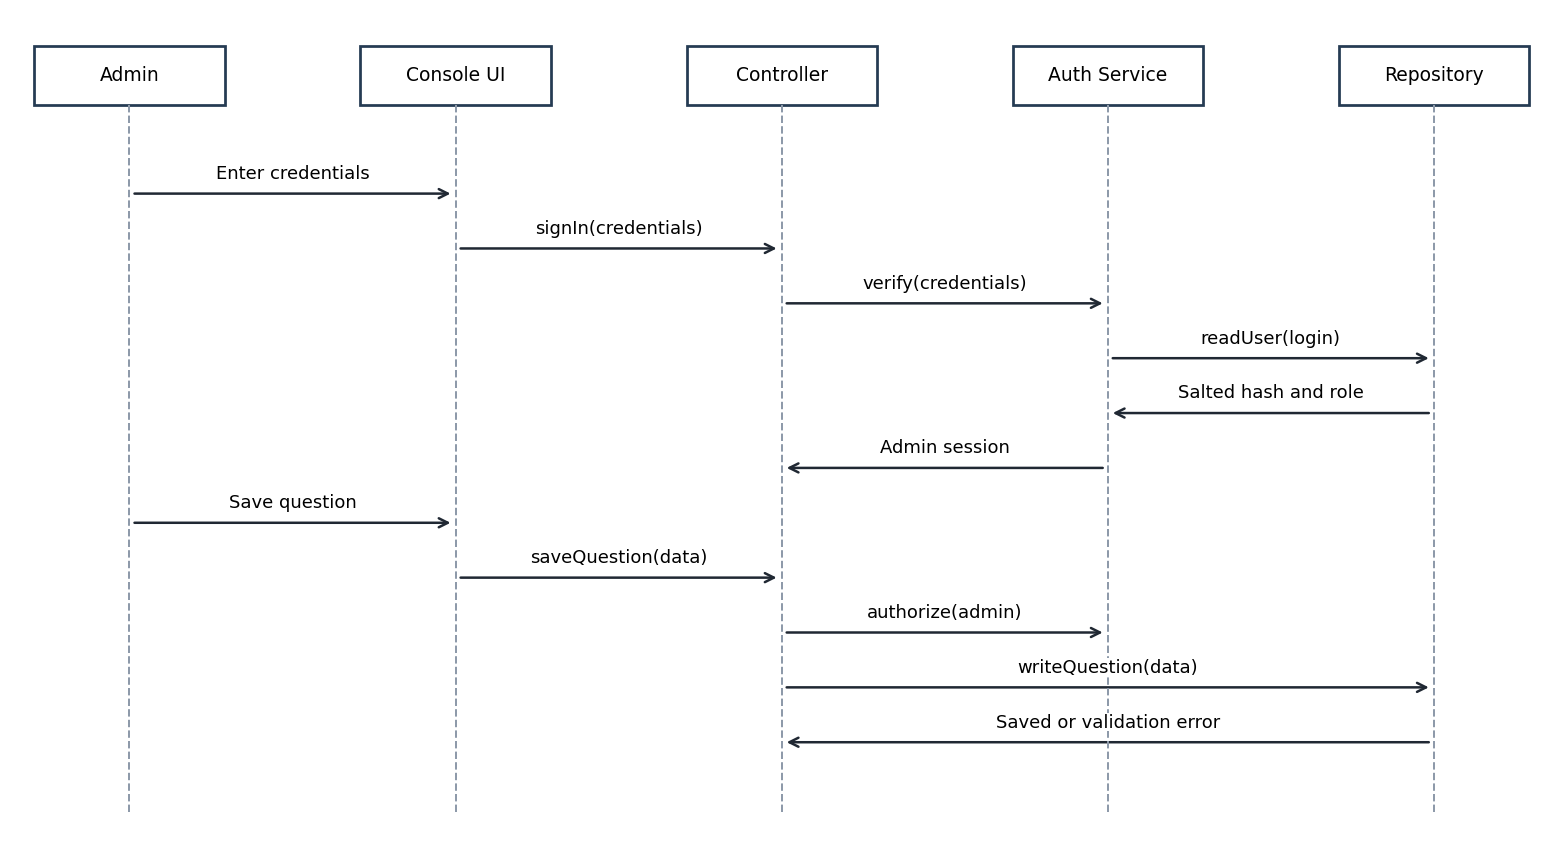 Admin
Console UI
Controller
Auth Service
Repository
Enter credentials
signIn(credentials)
verify(credentials)
readUser(login)
Salted hash and role
Admin session
Save question
saveQuestion(data)
authorize(admin)
writeQuestion(data)
Saved or validation error